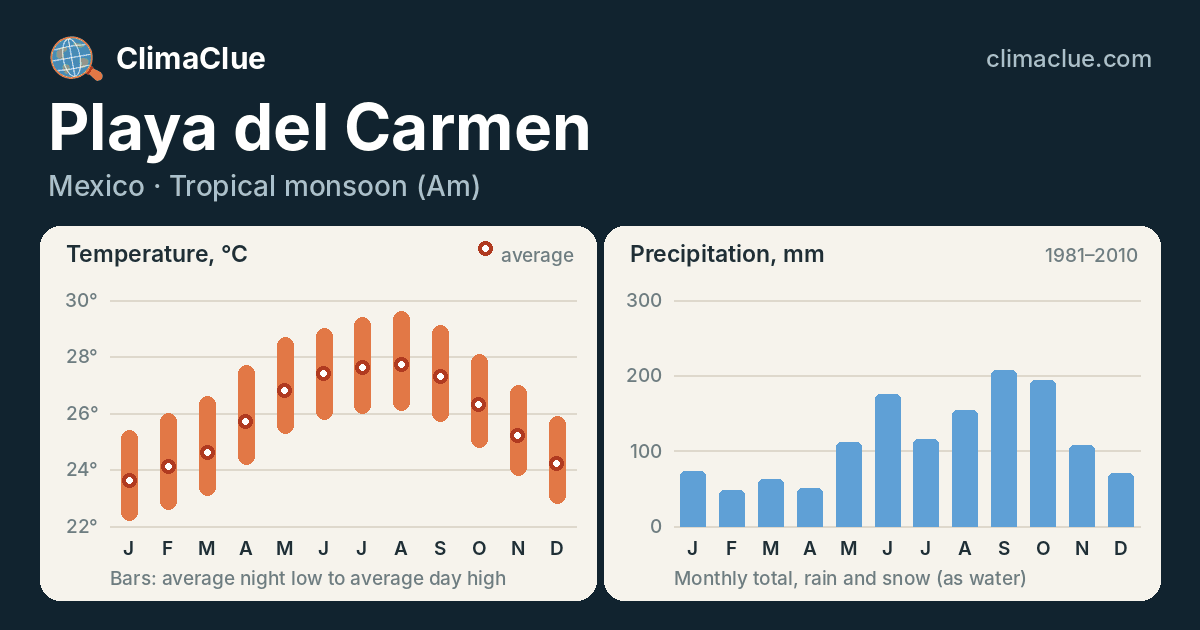 ClimaClue
climaclue.com
Playa del Carmen
Mexico · Tropical monsoon (Am)
Temperature, °C
average
30°
28°
26°
24°
22°
J F M A M J J A S O N D
Bars: average night low to average day high
Precipitation, mm
1981–2010
300
200
100
0
J F M A M J J A S O N D
Monthly total, rain and snow (as water)